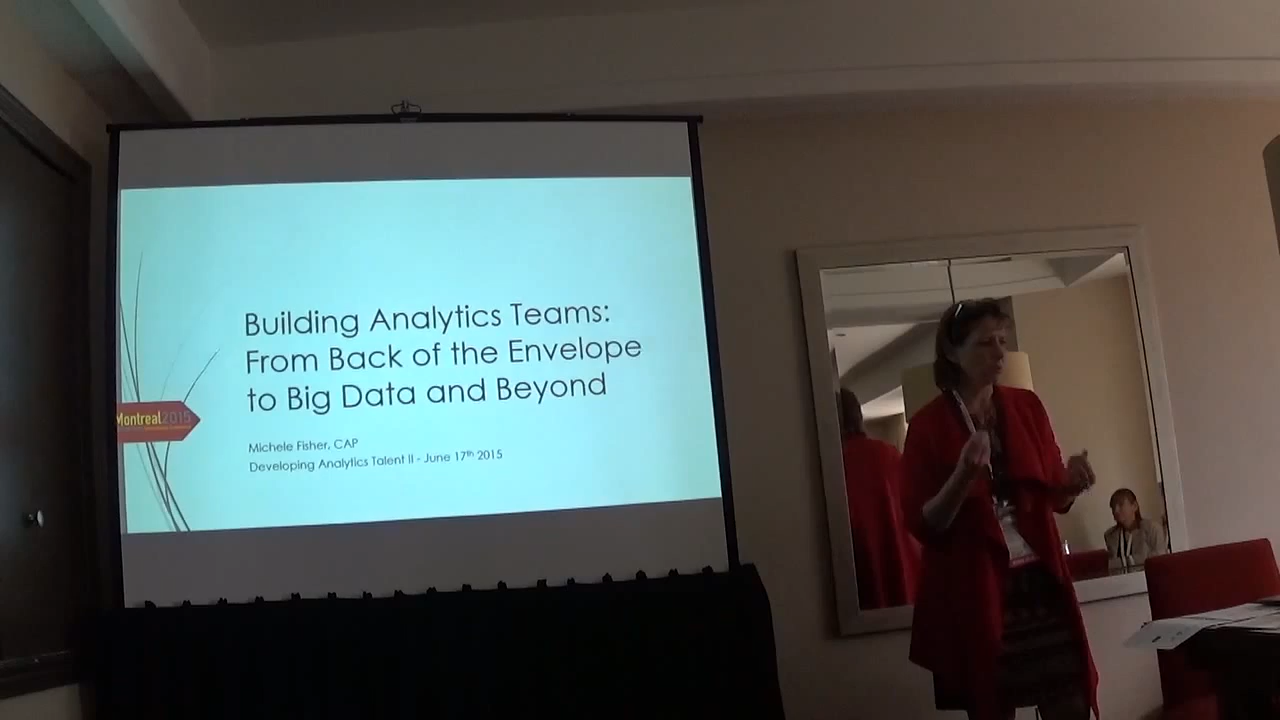 Building Analytics Teams:
From Back of the Envelope
to Big Data and Beyond
Montreal2015
Michele Fisher, CAP
Developing Analytics Talent II - June 17th 2015